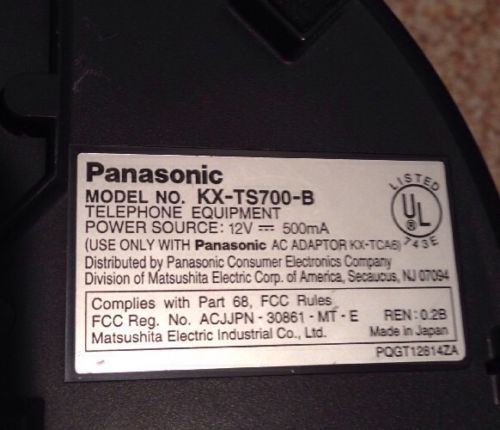 Panasonic
MODEL NO. KX-TS700-B
TELEPHONE EQUIPMENT
POWER SOURCE: 12V ⎓ 500mA
(USE ONLY WITH Panasonic AC ADAPTOR KX-TCA6)
Distributed by Panasonic Consumer Electronics Company
Division of Matsushita Electric Corp. of America, Secaucus, NJ 07094
LISTED
UL
®
743E
Complies with Part 68, FCC Rules
FCC Reg. No. ACJJPN - 30861 - MT - E REN: 0.2B
Matsushita Electric Industrial Co., Ltd. Made in Japan
PQGT12614ZA